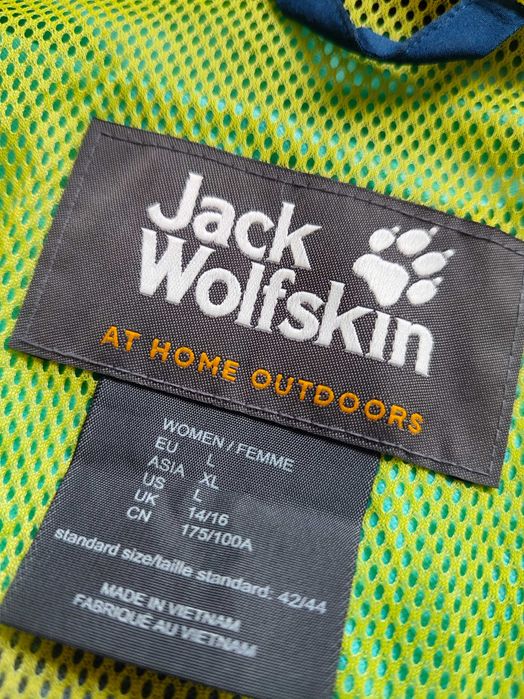 Jack
Wolfskin
AT HOME OUTDOORS
WOMEN / FEMME
EU L
ASIA XL
US L
UK 14/16
CN 175/100A
standard size/taille standard: 42/44
MADE IN VIETNAM
FABRIQUÉ AU VIETNAM